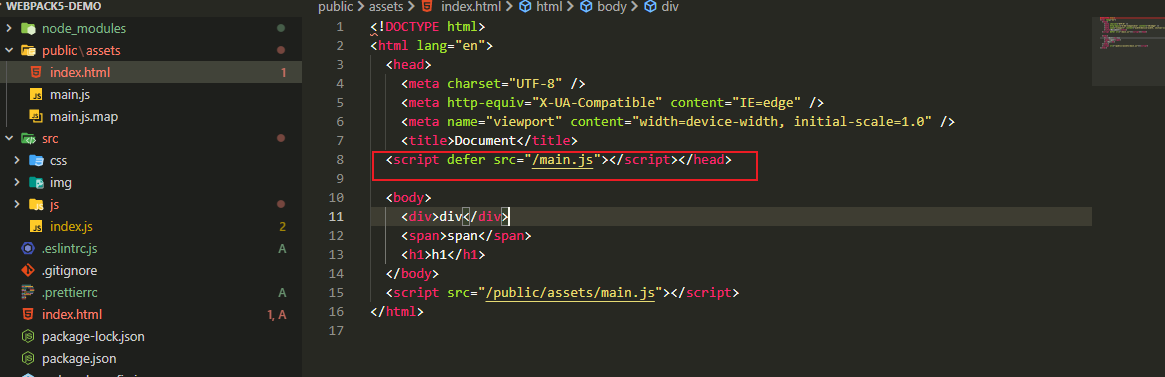 WEBPACK5-DEMO
node_modules
public\assets
index.html 1
main.js
main.js.map
src
css
img
js
index.js 2
.eslintrc.js A
.gitignore
.prettierrc A
index.html 1, A
package-lock.json
package.json
public > assets > index.html > html > body > div
1 <!DOCTYPE html>
2 <html lang="en">
3 <head>
4 <meta charset="UTF-8" />
5 <meta http-equiv="X-UA-Compatible" content="IE=edge" />
6 <meta name="viewport" content="width=device-width, initial-scale=1.0" />
7 <title>Document</title>
8 <script defer src="/main.js"></script></head>
9
10 <body>
11 <div>div</div>
12 <span>span</span>
13 <h1>h1</h1>
14 </body>
15 <script src="/public/assets/main.js"></script>
16 </html>
17